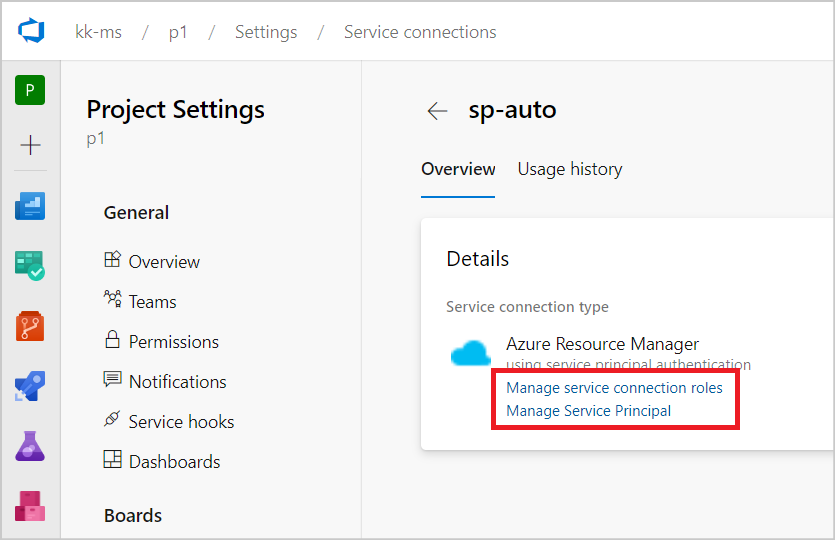 kk-ms / p1 / Settings / Service connections
P
Project Settings
p1
General
Overview
Teams
Permissions
Notifications
Service hooks
Dashboards
Boards
sp-auto
Overview Usage history
Details
Service connection type
Azure Resource Manager
using service principal authentication
Manage service connection roles
Manage Service Principal